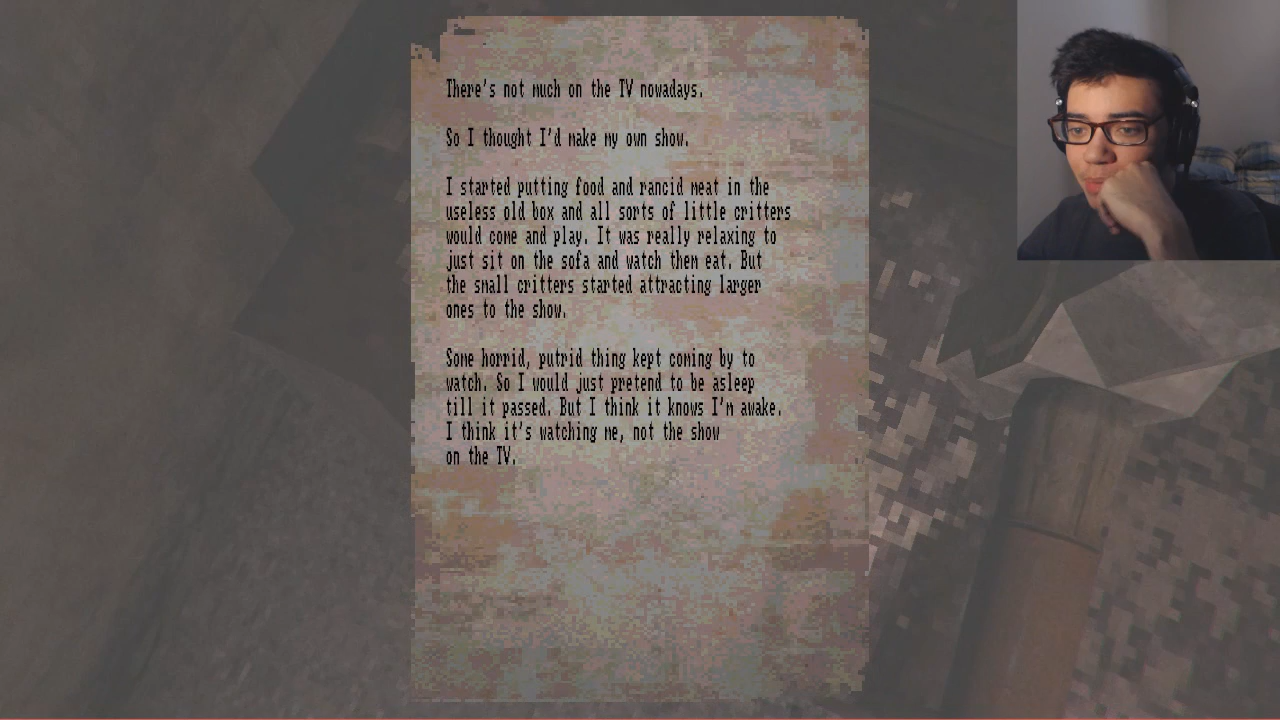 There's not much on the TV nowadays.
So I thought I'd make my own show.
I started putting food and rancid meat in the
useless old box and all sorts of little critters
would come and play. It was really relaxing to
just sit on the sofa and watch them eat. But
the small critters started attracting larger
ones to the show.
Some horrid, putrid thing kept coming by to
watch. So I would just pretend to be asleep
till it passed. But I think it knows I'm awake.
I think it's watching me, not the show
on the TV.